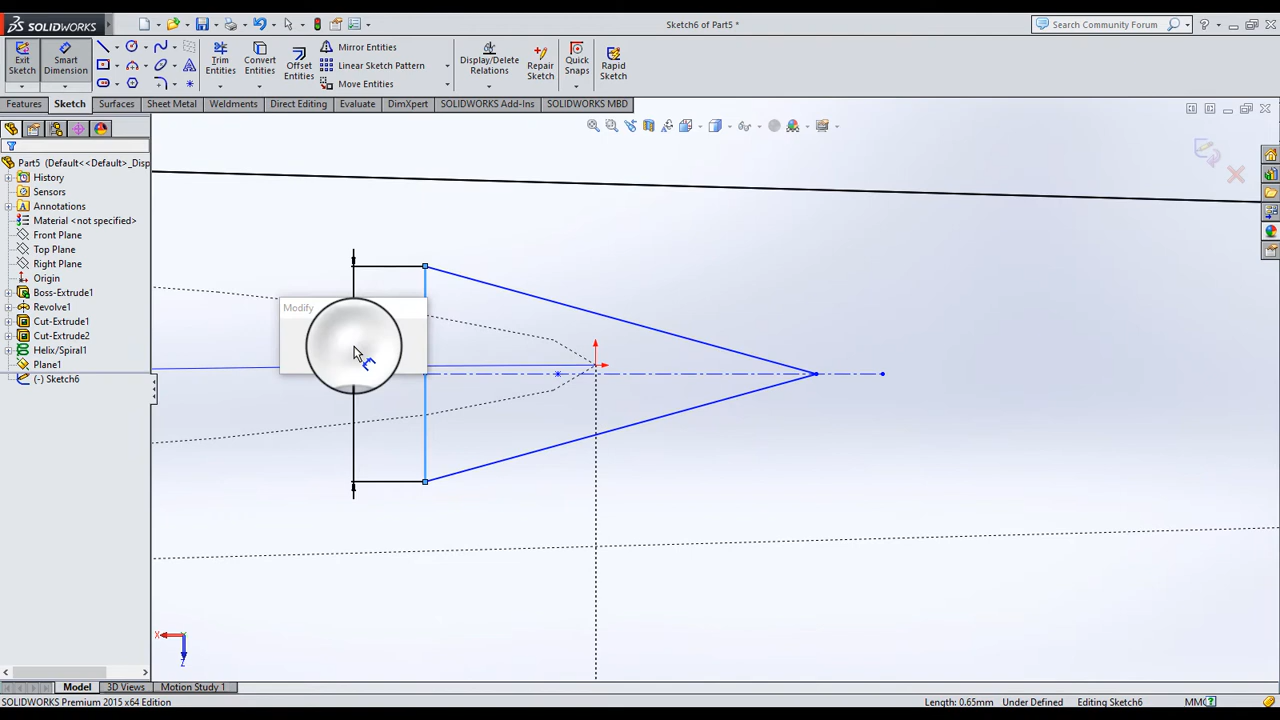 SOLIDWORKS
Sketch6 of Part5 *
Search Community Forum
Exit Sketch
Smart Dimension
Trim Entities
Convert Entities
Offset Entities
Mirror Entities
Linear Sketch Pattern
Move Entities
Display/Delete Relations
Repair Sketch
Quick Snaps
Rapid Sketch
Features
Sketch
Surfaces
Sheet Metal
Weldments
Direct Editing
Evaluate
DimXpert
SOLIDWORKS Add-Ins
SOLIDWORKS MBD
Part5 (Default<<Default>_Disp
History
Sensors
Annotations
Material <not specified>
Front Plane
Top Plane
Right Plane
Origin
Boss-Extrude1
Revolve1
Cut-Extrude1
Cut-Extrude2
Helix/Spiral1
Plane1
(-) Sketch6
Modify
X
Z
Model
3D Views
Motion Study 1
SOLIDWORKS Premium 2015 x64 Edition
Length: 0.65mm
Under Defined
Editing Sketch6